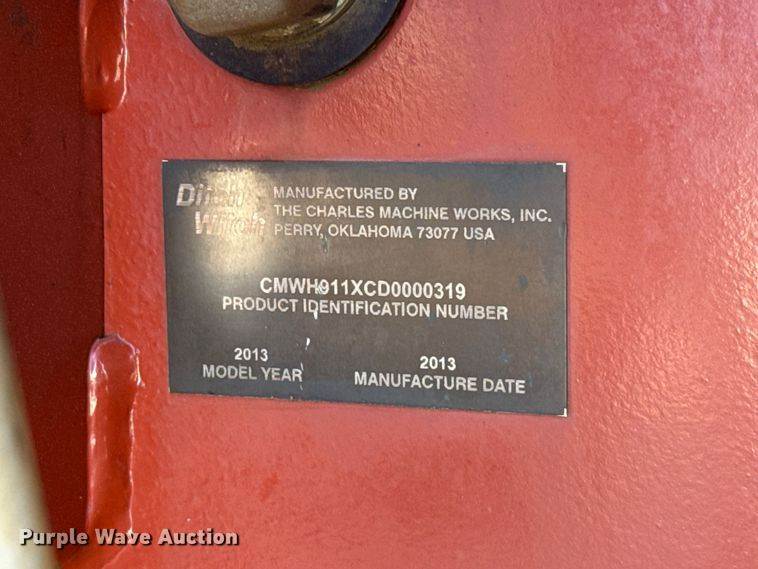 Ditch
Witch
MANUFACTURED BY
THE CHARLES MACHINE WORKS, INC.
PERRY, OKLAHOMA 73077 USA
CMWH911XCD0000319
PRODUCT IDENTIFICATION NUMBER
2013
MODEL YEAR
2013
MANUFACTURE DATE
Purple Wave Auction